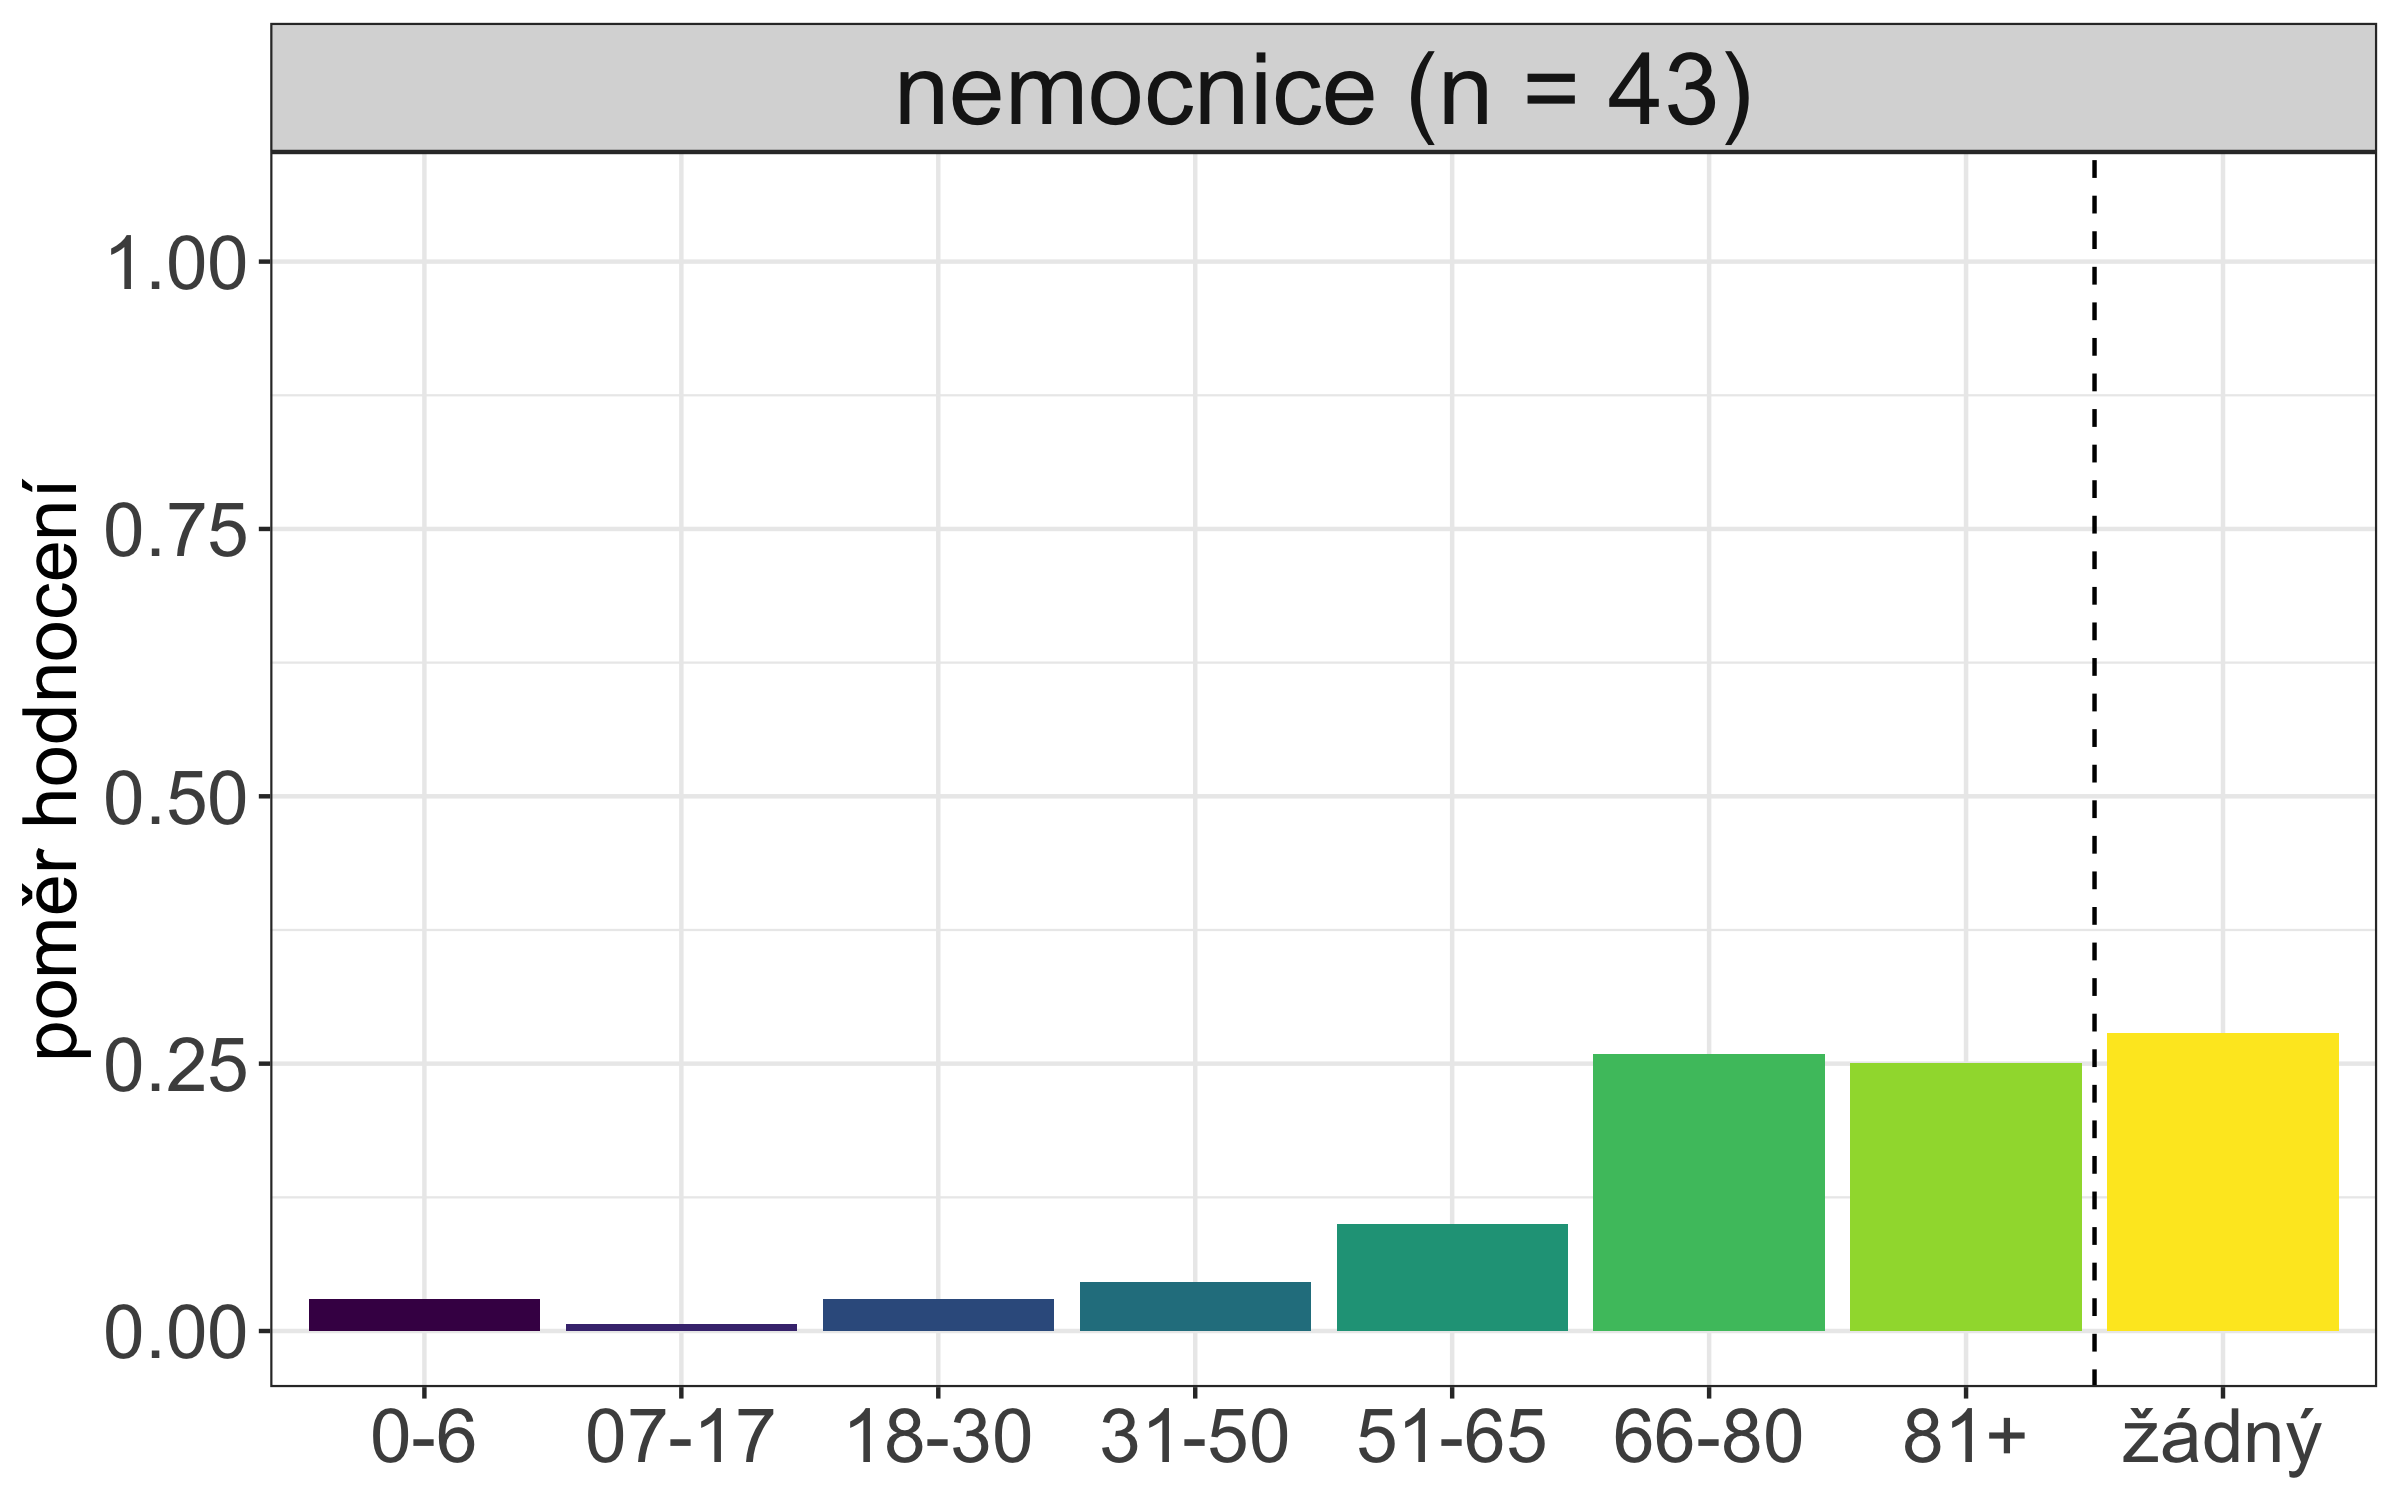 nemocnice (n = 43)
poměr hodnocení
1.00
0.75
0.50
0.25
0.00
0-6 07-17 18-30 31-50 51-65 66-80 81+ žádný